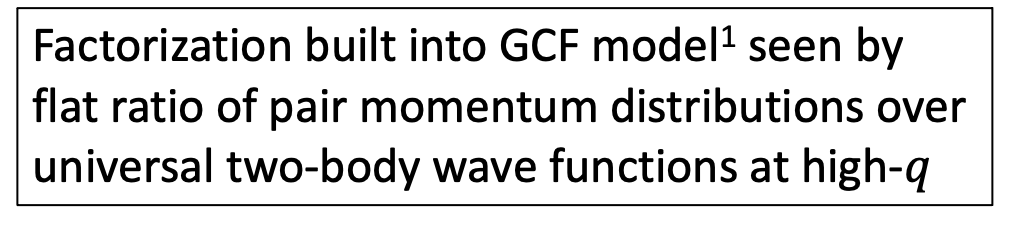 Factorization built into GCF model¹ seen by
flat ratio of pair momentum distributions over
universal two-body wave functions at high-q